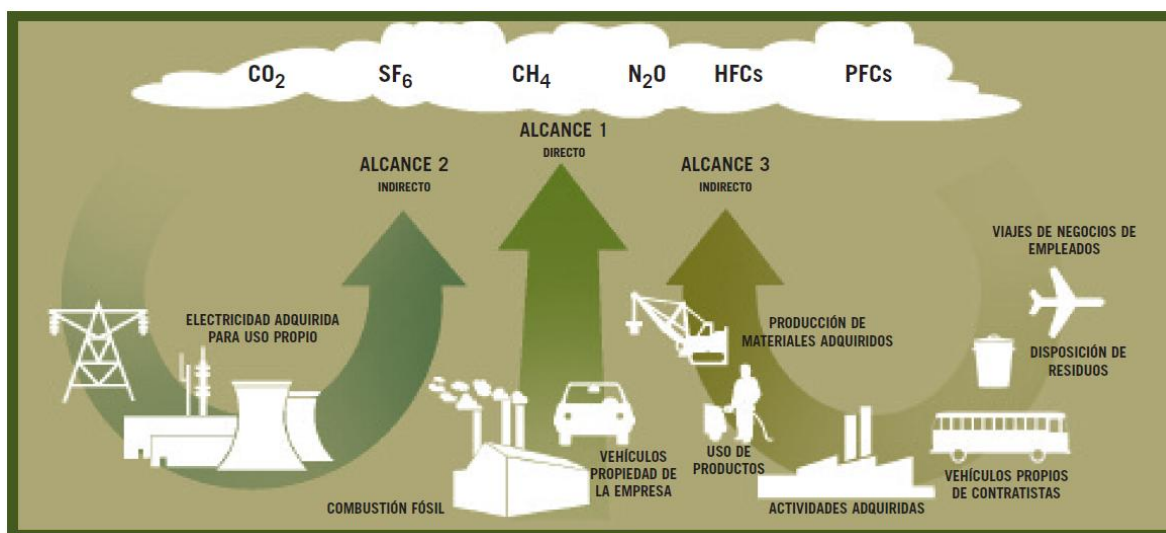 CO2 SF6 CH4 N2O HFCs PFCs
ALCANCE 1
DIRECTO
ALCANCE 2
INDIRECTO
ALCANCE 3
INDIRECTO
VIAJES DE NEGOCIOS DE
EMPLEADOS
ELECTRICIDAD ADQUIRIDA
PARA USO PROPIO
PRODUCCIÓN DE
MATERIALES ADQUIRIDOS
DISPOSICIÓN DE
RESIDUOS
COMBUSTIÓN FÓSIL
VEHÍCULOS
PROPIEDAD DE
LA EMPRESA
USO DE
PRODUCTOS
ACTIVIDADES ADQUIRIDAS
VEHÍCULOS PROPIOS
DE CONTRATISTAS